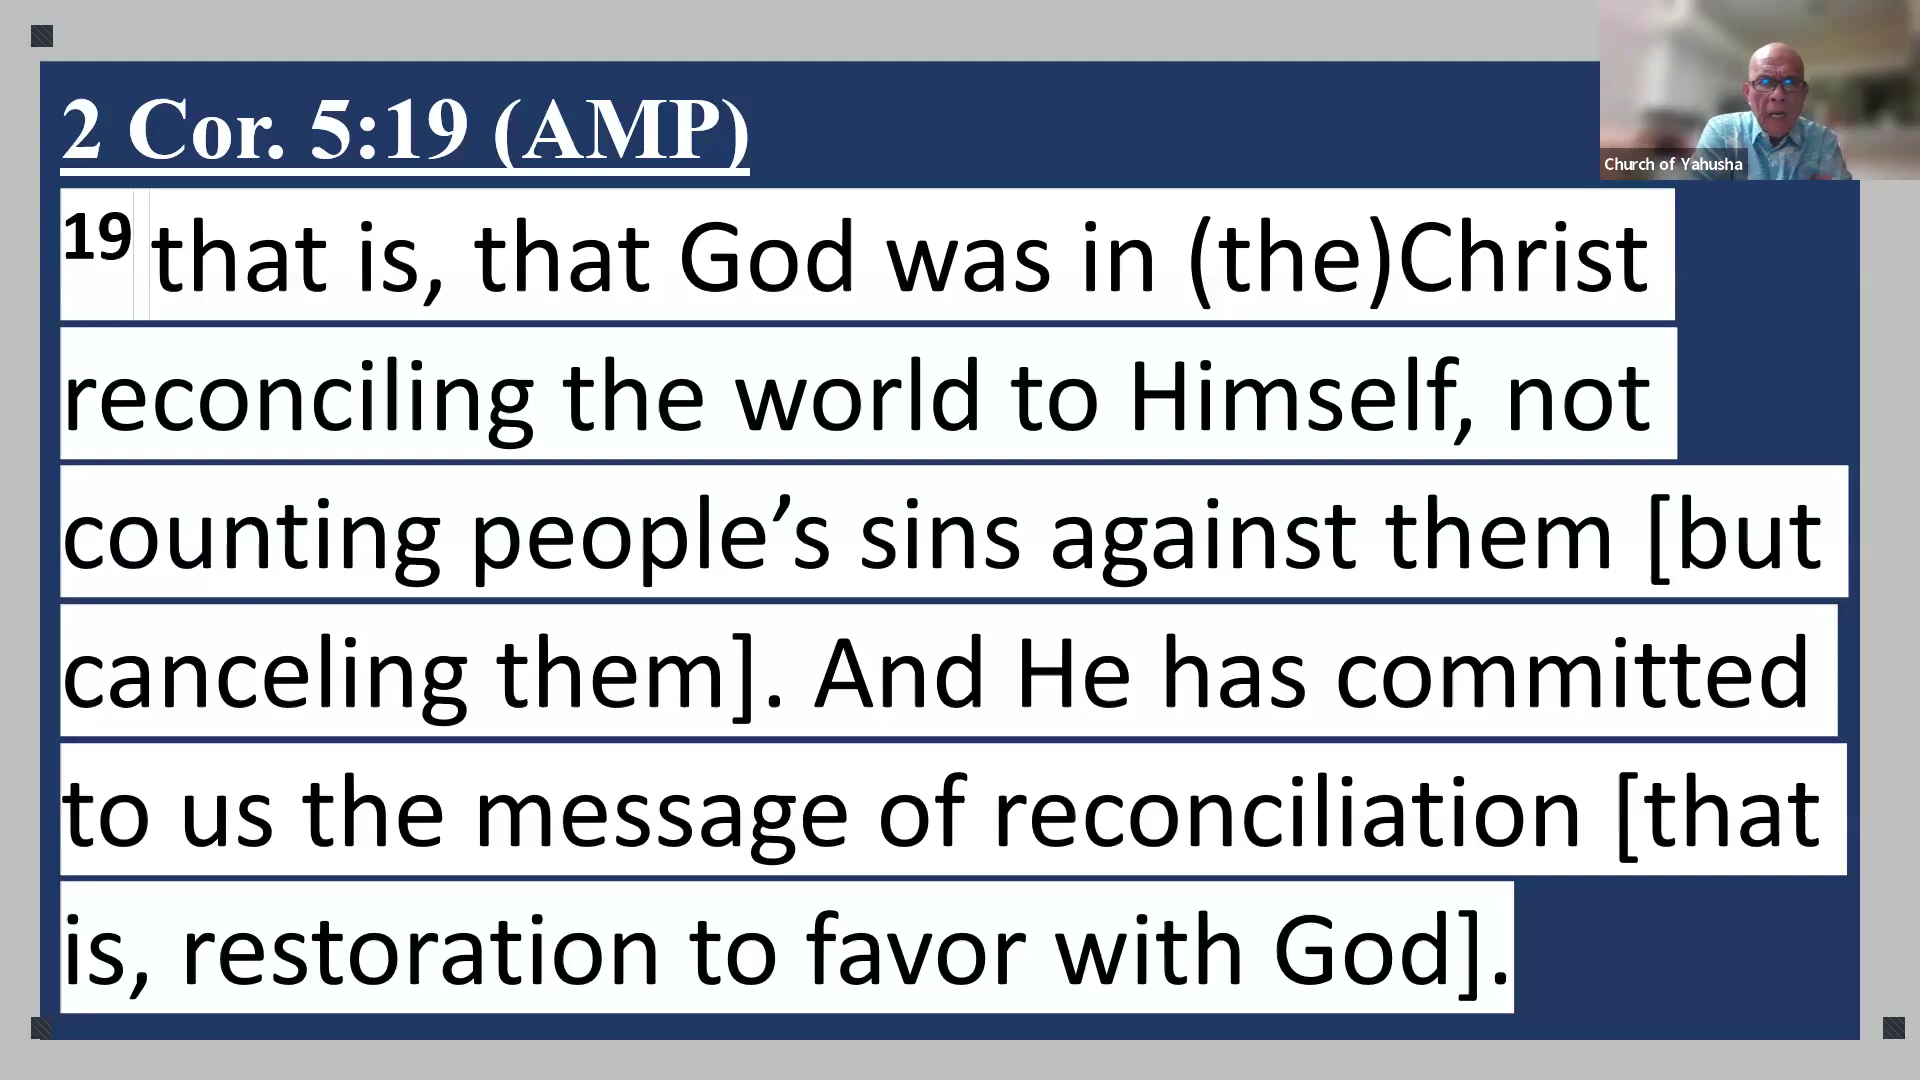 2 Cor. 5:19 (AMP)
Church of Yahusha
19 that is, that God was in (the)Christ
reconciling the world to Himself, not
counting people’s sins against them [but
canceling them]. And He has committed
to us the message of reconciliation [that
is, restoration to favor with God].